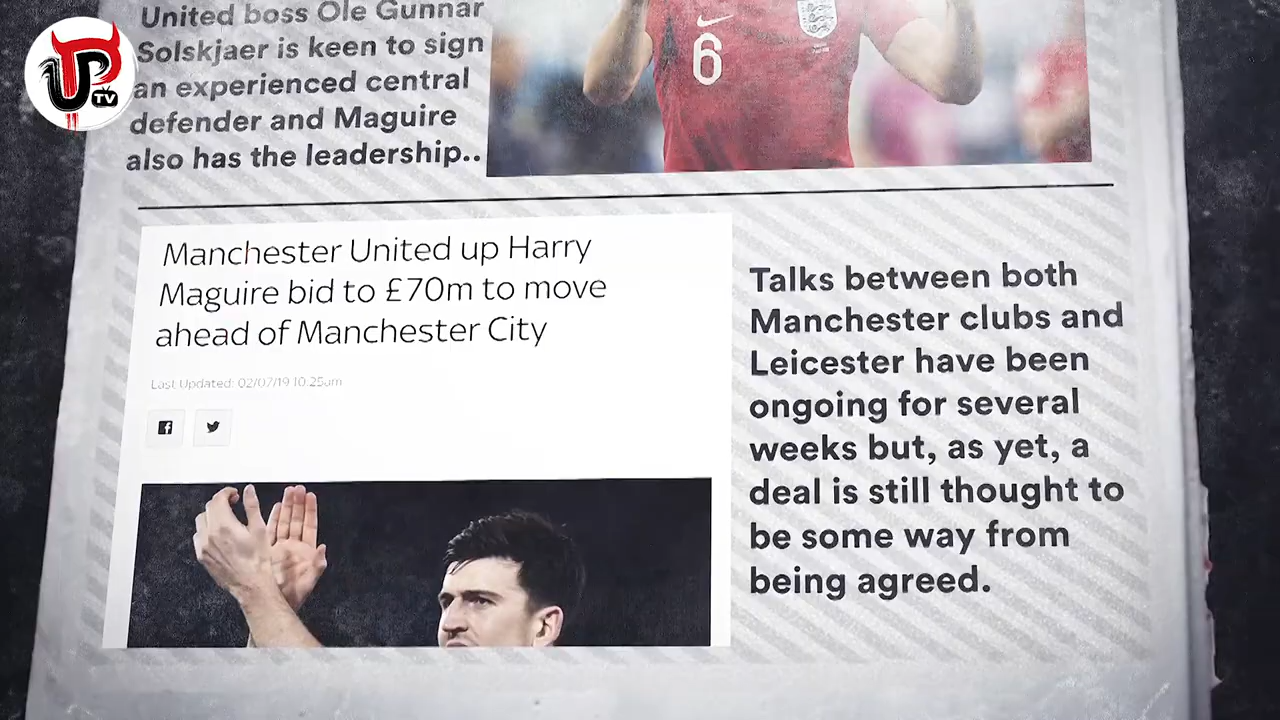 United boss Ole Gunnar
Solskjaer is keen to sign
an experienced central
defender and Maguire
also has the leadership..
6
UP
TV
Manchester United up Harry
Maguire bid to £70m to move
ahead of Manchester City
Last Updated: 02/07/19 10.25am
Talks between both
Manchester clubs and
Leicester have been
ongoing for several
weeks but, as yet, a
deal is still thought to
be some way from
being agreed.